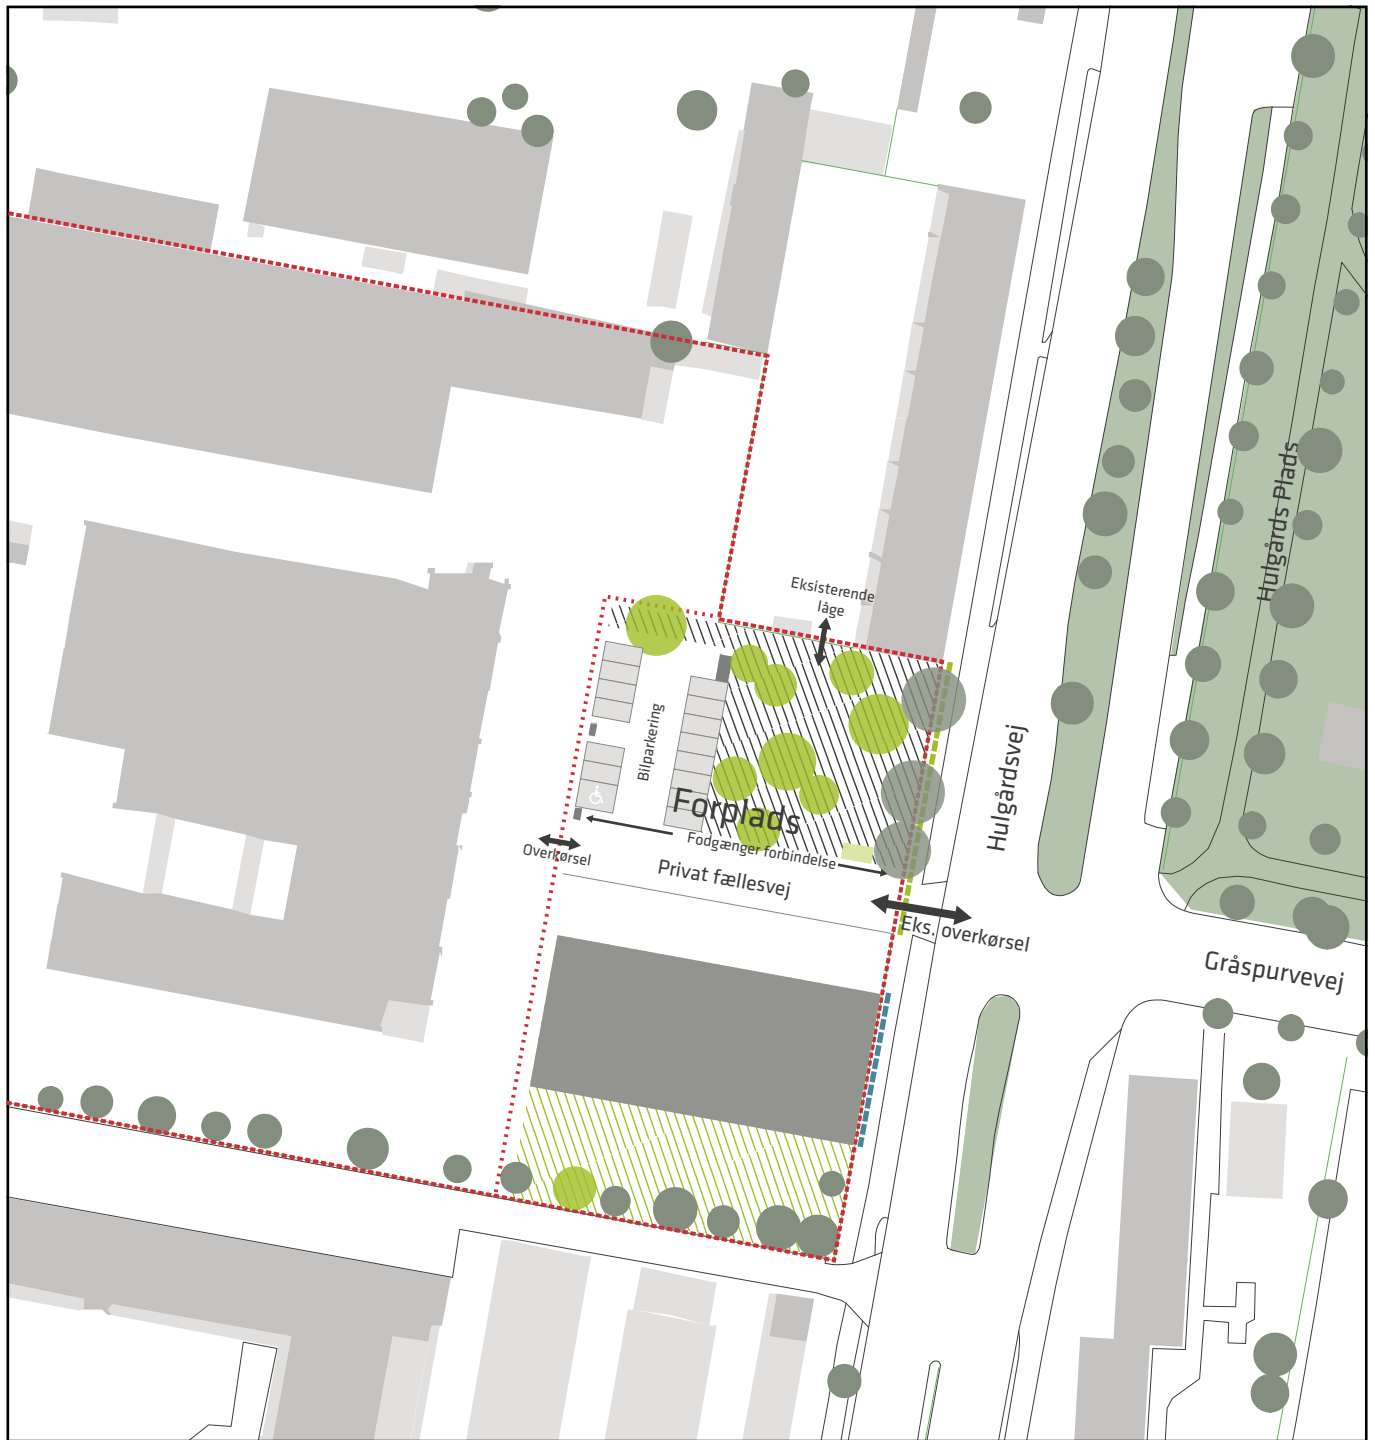 Hulgårds Plads
Eksisterende
låge
Bilparkering
Hulgårdsvej
Forplads
Fodgænger forbindelse
Overkørsel
Privat fællesvej
Eks. overkørsel
Gråspurvevej